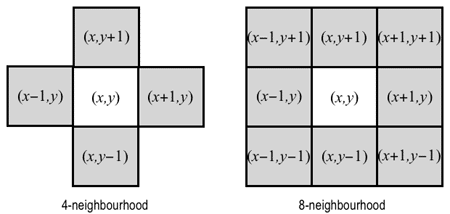 (x,y+1)
(x−1,y) (x,y) (x+1,y)
(x,y−1)
4-neighbourhood
(x−1,y+1) (x,y+1) (x+1,y+1)
(x−1,y) (x,y) (x+1,y)
(x−1,y−1) (x,y−1) (x+1,y−1)
8-neighbourhood